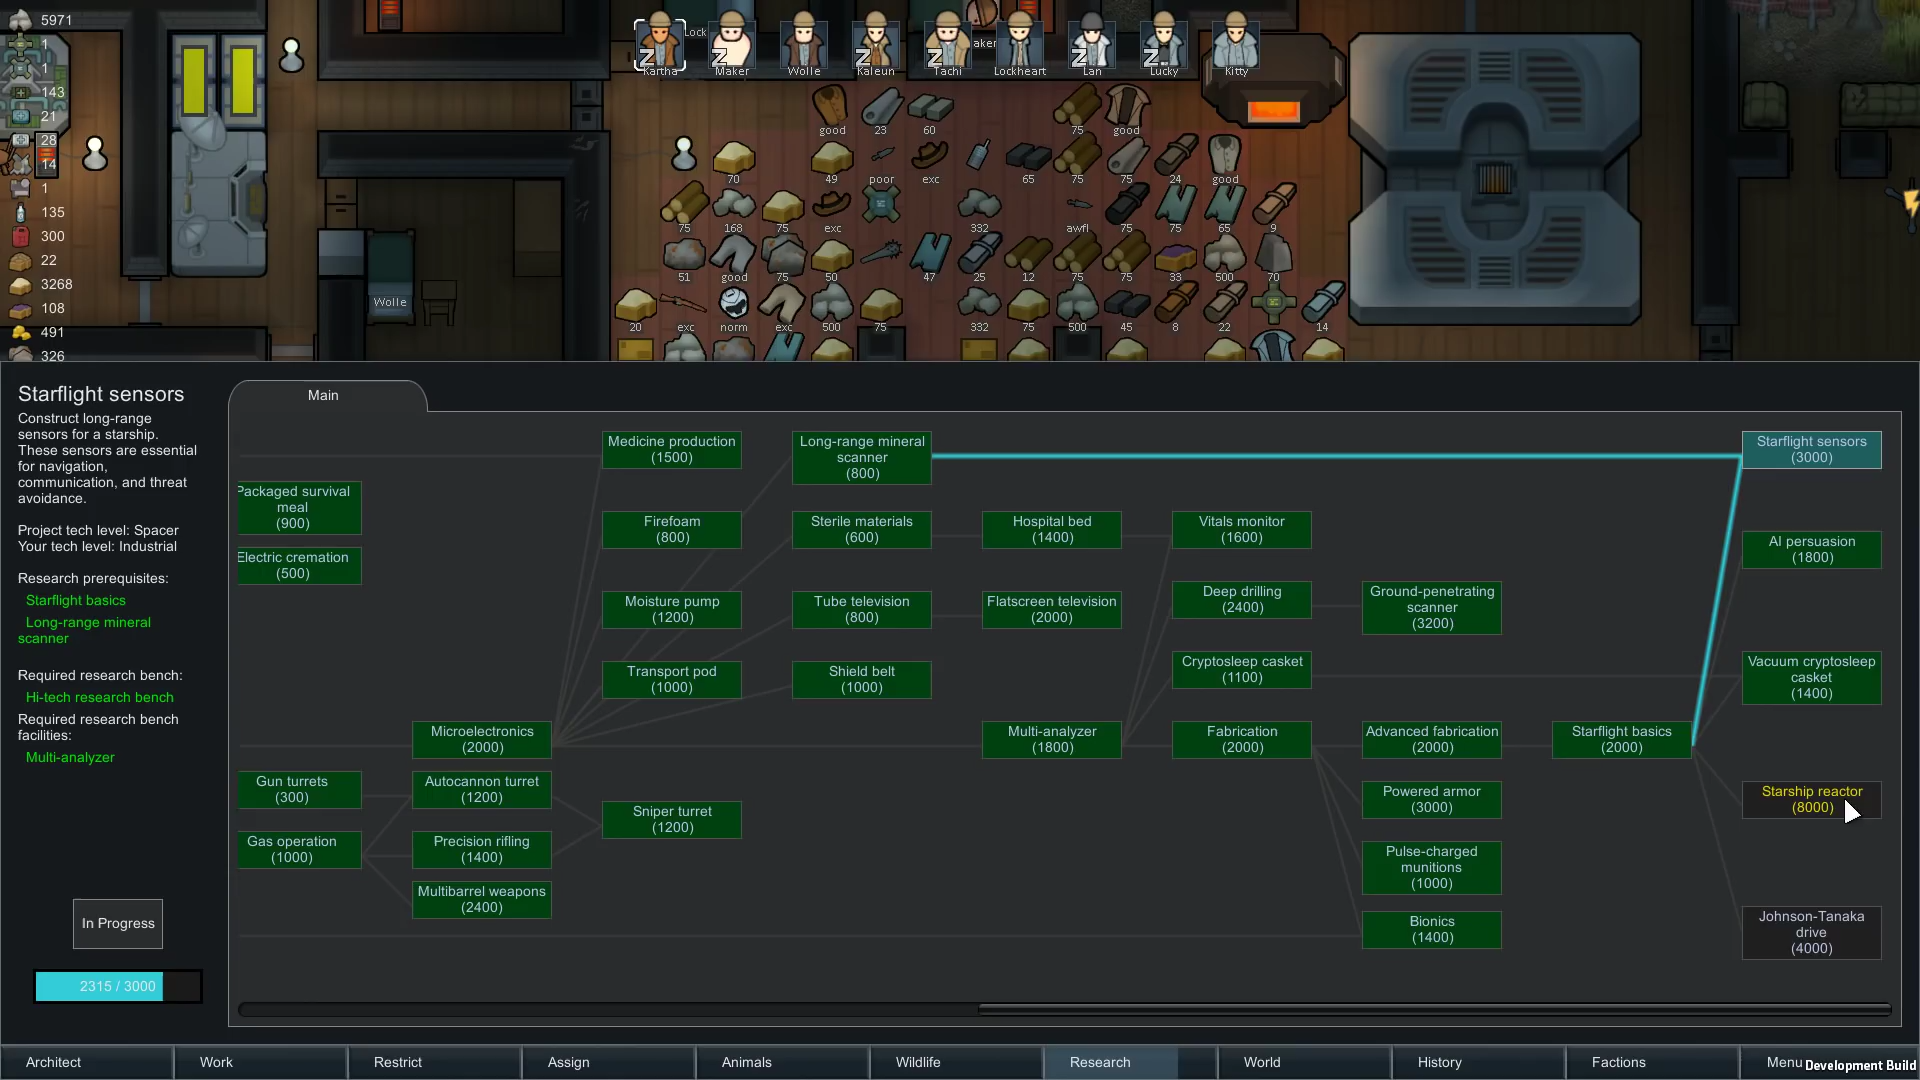 5971
1
1
143
21
28
14
1
135
300
22
3268
108
491
326
Lock
aker
Kartha
Maker
Wolle
Kaleun
Tachi
Lockheart
Lan
Lucky
Kitty
good
23
60
75
good
70
49
poor
exc
65
75
75
24
good
75
168
75
exc
332
awfl
75
75
65
9
51
good
75
50
47
25
12
75
75
33
500
70
Wolle
20
exc
norm
exc
500
75
332
75
500
45
8
22
14
Starflight sensors
Construct long-range
sensors for a starship.
These sensors are essential
for navigation,
communication, and threat
avoidance.
Project tech level: Spacer
Your tech level: Industrial
Research prerequisites:
Starflight basics
Long-range mineral
scanner
Required research bench:
Hi-tech research bench
Required research bench
facilities:
Multi-analyzer
In Progress
2315 / 3000
Main
Packaged survival
meal
(900)
Electric cremation
(500)
Gun turrets
(300)
Gas operation
(1000)
Microelectronics
(2000)
Autocannon turret
(1200)
Precision rifling
(1400)
Multibarrel weapons
(2400)
Medicine production
(1500)
Firefoam
(800)
Moisture pump
(1200)
Transport pod
(1000)
Sniper turret
(1200)
Long-range mineral
scanner
(800)
Sterile materials
(600)
Tube television
(800)
Shield belt
(1000)
Hospital bed
(1400)
Flatscreen television
(2000)
Multi-analyzer
(1800)
Vitals monitor
(1600)
Deep drilling
(2400)
Cryptosleep casket
(1100)
Fabrication
(2000)
Ground-penetrating
scanner
(3200)
Advanced fabrication
(2000)
Powered armor
(3000)
Pulse-charged
munitions
(1000)
Bionics
(1400)
Starflight basics
(2000)
Starflight sensors
(3000)
AI persuasion
(1800)
Vacuum cryptosleep
casket
(1400)
Starship reactor
(8000)
Johnson-Tanaka
drive
(4000)
Architect
Work
Restrict
Assign
Animals
Wildlife
Research
World
History
Factions
Menu
Development Build